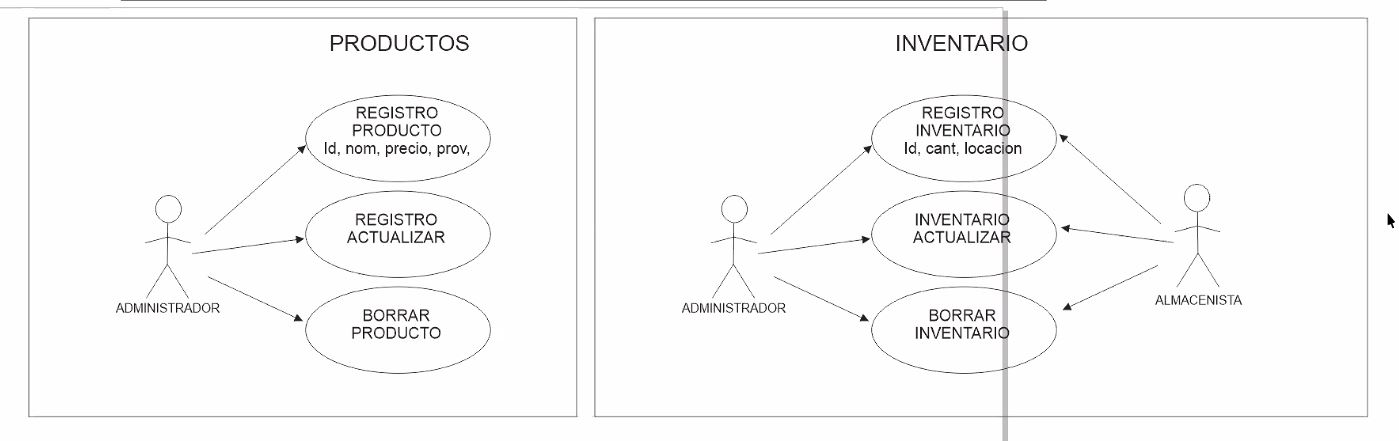 PRODUCTOS
REGISTRO
PRODUCTO
Id, nom, precio, prov,
REGISTRO
ACTUALIZAR
BORRAR
PRODUCTO
ADMINISTRADOR
INVENTARIO
REGISTRO
INVENTARIO
Id, cant, locacion
INVENTARIO
ACTUALIZAR
BORRAR
INVENTARIO
ADMINISTRADOR
ALMACENISTA